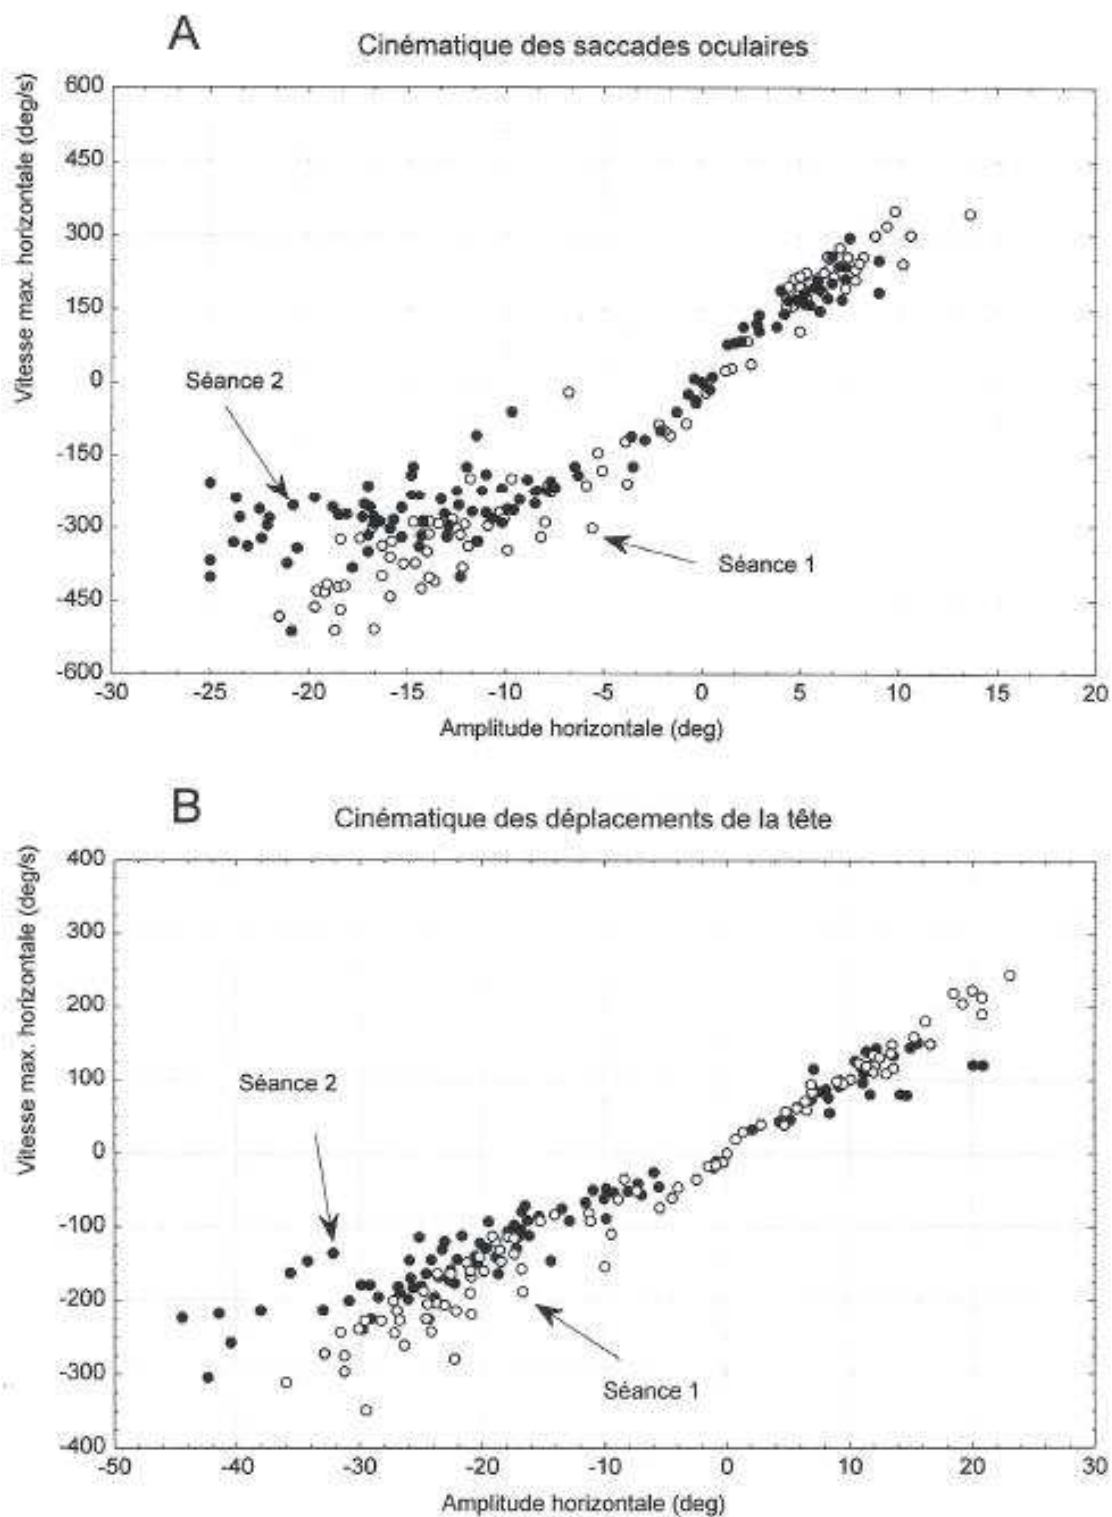 A
Cinématique des saccades oculaires
Vitesse max. horizontale (deg/s)
600
450
300
150
0
-150
-300
-450
-600
Séance 2
Séance 1
-30 -25 -20 -15 -10 -5 0 5 10 15 20
Amplitude horizontale (deg)
B
Cinématique des déplacements de la tête
Vitesse max. horizontale (deg/s)
400
300
200
100
0
-100
-200
-300
-400
Séance 2
Séance 1
-50 -40 -30 -20 -10 0 10 20 30
Amplitude horizontale (deg)